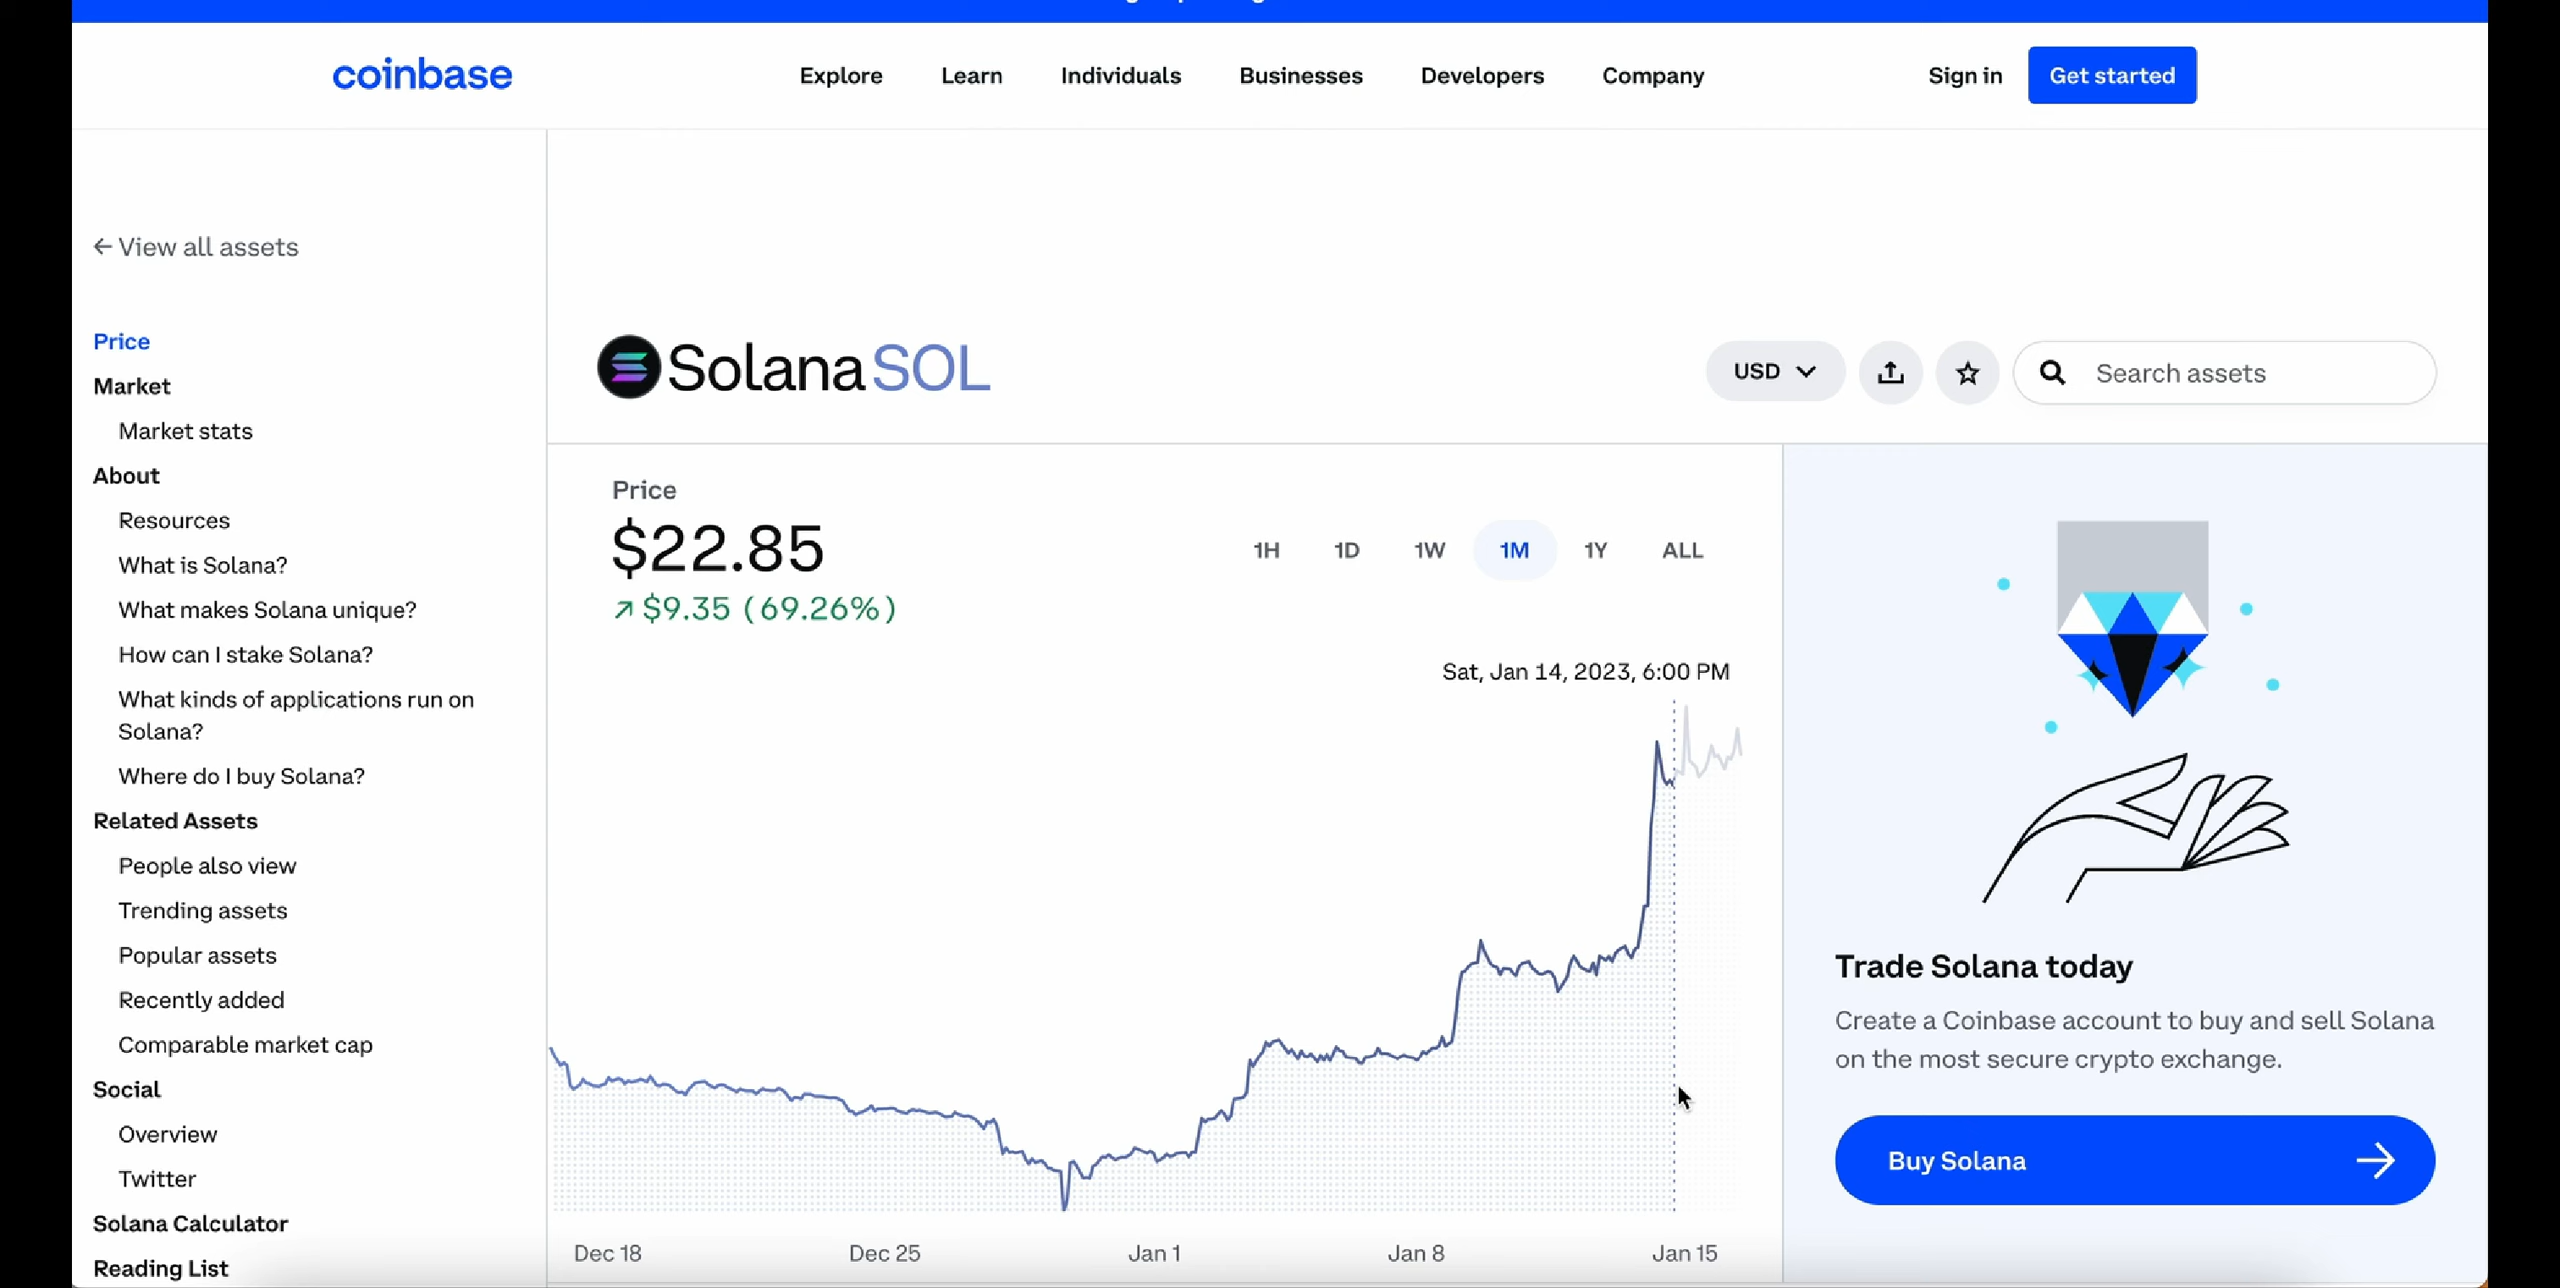 coinbase
Explore
Learn
Individuals
Businesses
Developers
Company
Sign in
Get started
← View all assets
Price
Market
Market stats
About
Resources
What is Solana?
What makes Solana unique?
How can I stake Solana?
What kinds of applications run on
Solana?
Where do I buy Solana?
Related Assets
People also view
Trending assets
Popular assets
Recently added
Comparable market cap
Social
Overview
Twitter
Solana Calculator
Reading List
Solana SOL
USD
Search assets
Price
$22.85
↗ $9.35 (69.26%)
1H
1D
1W
1M
1Y
ALL
Sat, Jan 14, 2023, 6:00 PM
Dec 18
Dec 25
Jan 1
Jan 8
Jan 15
Trade Solana today
Create a Coinbase account to buy and sell Solana
on the most secure crypto exchange.
Buy Solana